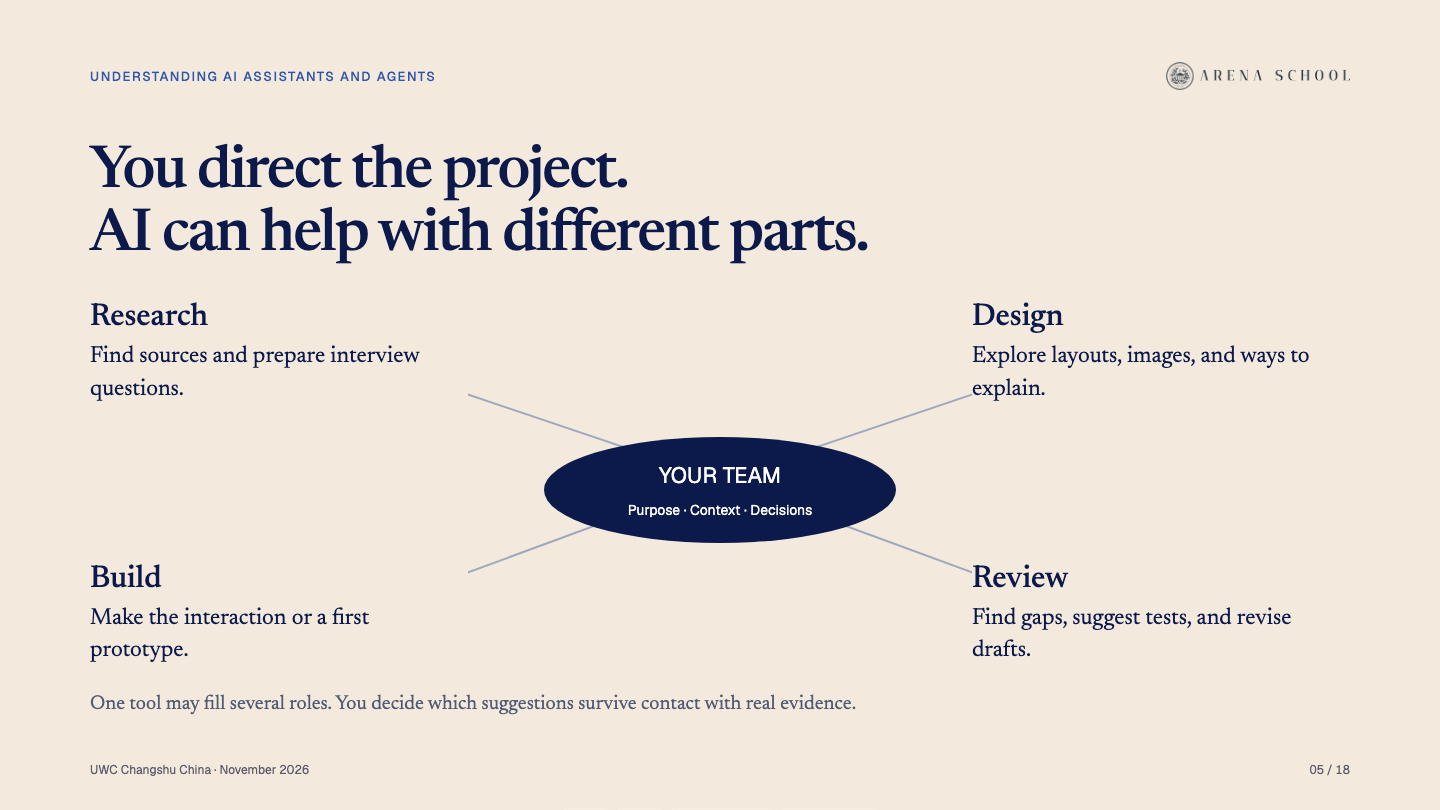 UNDERSTANDING AI ASSISTANTS AND AGENTS
ARENA SCHOOL
You direct the project.
AI can help with different parts.
Research
Find sources and prepare interview
questions.
Design
Explore layouts, images, and ways to
explain.
YOUR TEAM
Purpose · Context · Decisions
Build
Make the interaction or a first
prototype.
Review
Find gaps, suggest tests, and revise
drafts.
One tool may fill several roles. You decide which suggestions survive contact with real evidence.
UWC Changshu China · November 2026
05 / 18